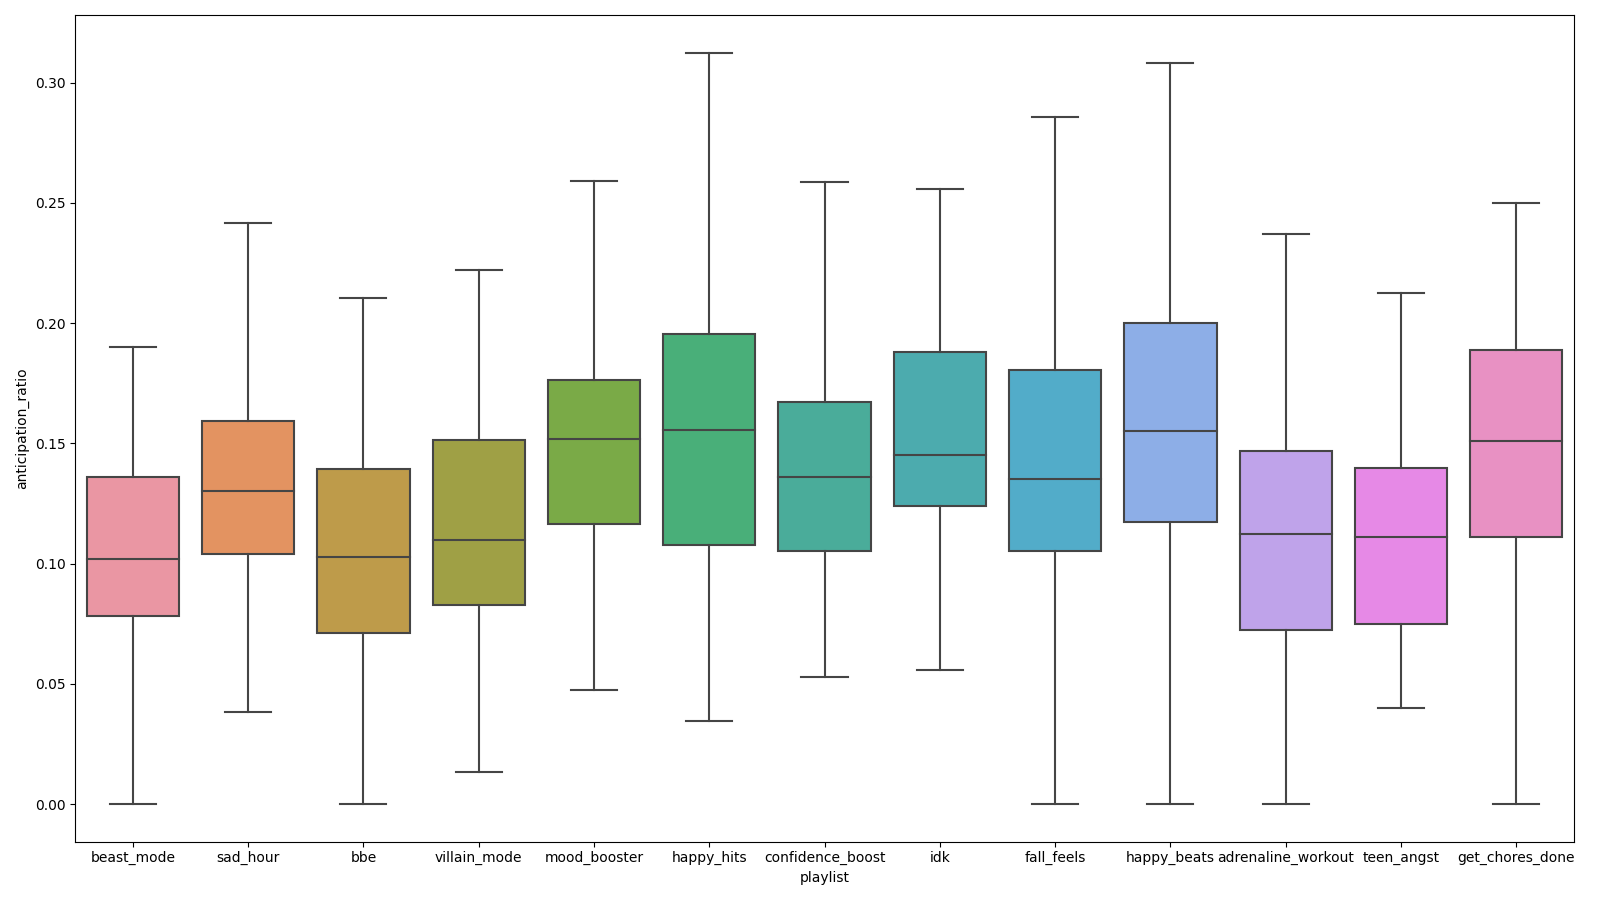 anticipation_ratio
0.30
0.25
0.20
0.15
0.10
0.05
0.00
beast_mode sad_hour bbe villain_mode mood_booster happy_hits confidence_boost idk fall_feels happy_beats adrenaline_workout teen_angst get_chores_done
playlist